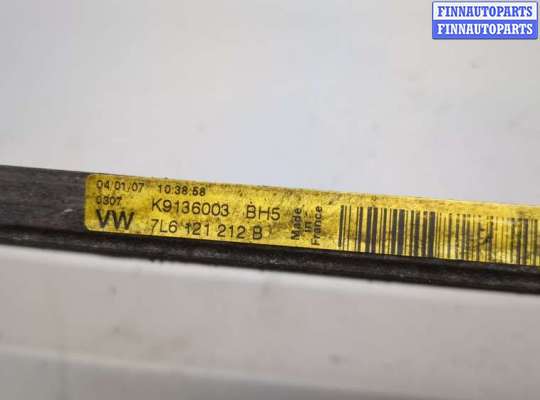 FINNAUTOPARTS
FINNAUTOPARTS
04/01/07 10:38:58
0307 K9136003 BH5
VW 7L6 121 212 B
Made in
France